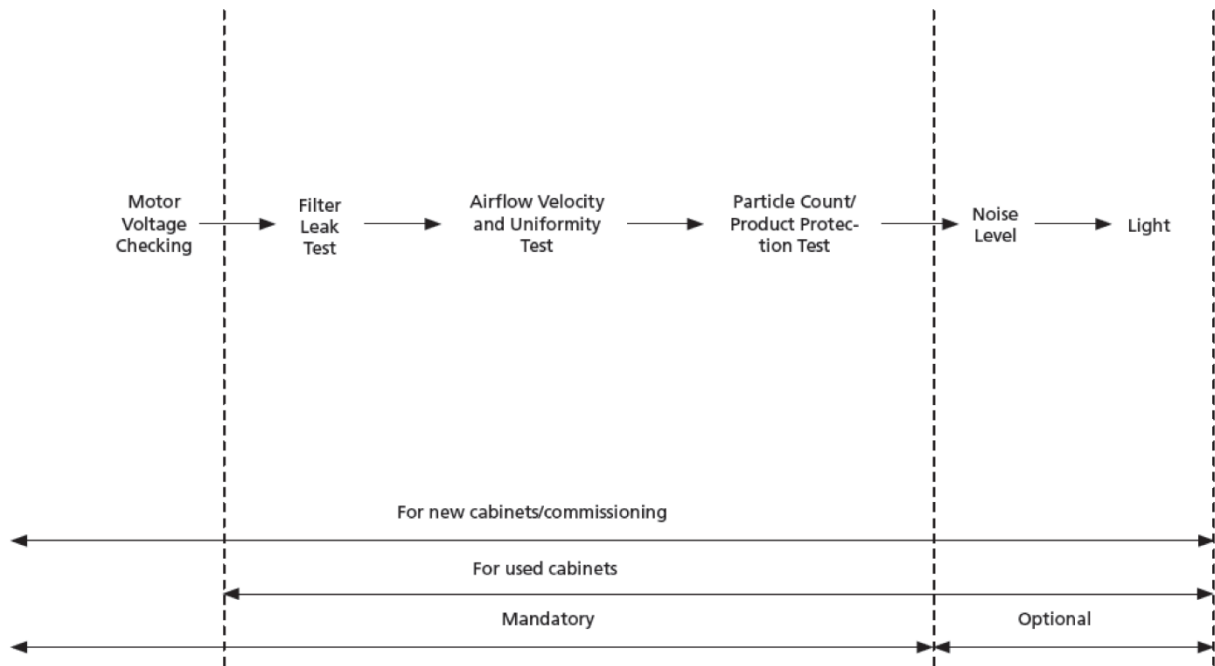 Motor
Voltage
Checking
Filter
Leak
Test
Airflow Velocity
and Uniformity
Test
Particle Count/
Product Protec-
tion Test
Noise
Level
Light
For new cabinets/commissioning
For used cabinets
Mandatory
Optional